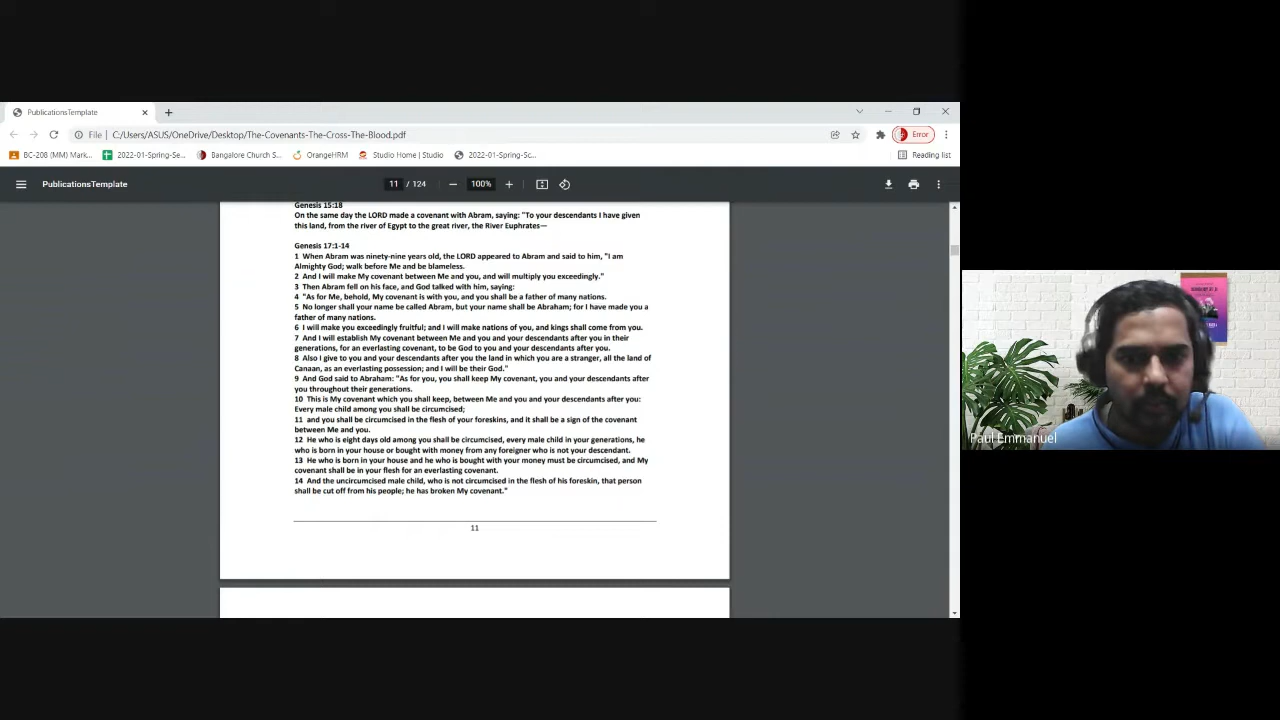 PublicationsTemplate
File
C:/Users/ASUS/OneDrive/Desktop/The-Covenants-The-Cross-The-Blood.pdf
Error
BC-208 (MM) Mark...
2022-01-Spring-Se...
Bangalore Church S...
OrangeHRM
Studio Home | Studio
2022-01-Spring-Sc...
Reading list
PublicationsTemplate
11 / 124
100%
Genesis 15:18
On the same day the LORD made a covenant with Abram, saying: "To your descendants I have given
this land, from the river of Egypt to the great river, the River Euphrates—
Genesis 17:1-14
1 When Abram was ninety-nine years old, the LORD appeared to Abram and said to him, "I am
Almighty God; walk before Me and be blameless.
2 And I will make My covenant between Me and you, and will multiply you exceedingly."
3 Then Abram fell on his face, and God talked with him, saying:
4 "As for Me, behold, My covenant is with you, and you shall be a father of many nations.
5 No longer shall your name be called Abram, but your name shall be Abraham; for I have made you a
father of many nations.
6 I will make you exceedingly fruitful; and I will make nations of you, and kings shall come from you.
7 And I will establish My covenant between Me and you and your descendants after you in their
generations, for an everlasting covenant, to be God to you and your descendants after you.
8 Also I give to you and your descendants after you the land in which you are a stranger, all the land of
Canaan, as an everlasting possession; and I will be their God."
9 And God said to Abraham: "As for you, you shall keep My covenant, you and your descendants after
you throughout their generations.
10 This is My covenant which you shall keep, between Me and you and your descendants after you:
Every male child among you shall be circumcised;
11 and you shall be circumcised in the flesh of your foreskins, and it shall be a sign of the covenant
between Me and you.
12 He who is eight days old among you shall be circumcised, every male child in your generations, he
who is born in your house or bought with money from any foreigner who is not your descendant.
13 He who is born in your house and he who is bought with your money must be circumcised, and My
covenant shall be in your flesh for an everlasting covenant.
14 And the uncircumcised male child, who is not circumcised in the flesh of his foreskin, that person
shall be cut off from his people; he has broken My covenant."
11
Paul Emmanuel